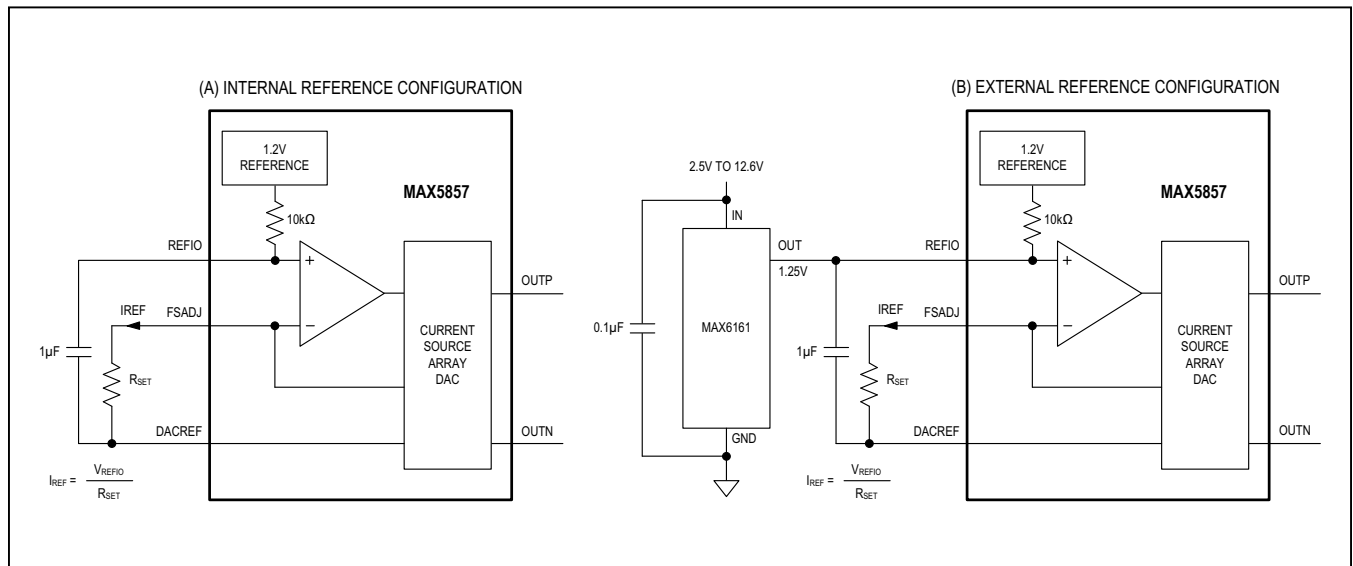 (A) INTERNAL REFERENCE CONFIGURATION
1.2V
REFERENCE
MAX5857
10kΩ
REFIO
+
OUTP
IREF
FSADJ
−
1µF
RSET
CURRENT
SOURCE
ARRAY
DAC
DACREF
OUTN
IREF = VREFIO
RSET
2.5V TO 12.6V
IN
OUT
1.25V
0.1µF
MAX6161
GND
(B) EXTERNAL REFERENCE CONFIGURATION
1.2V
REFERENCE
MAX5857
10kΩ
REFIO
+
OUTP
IREF
FSADJ
−
1µF
RSET
CURRENT
SOURCE
ARRAY
DAC
DACREF
OUTN
IREF = VREFIO
RSET